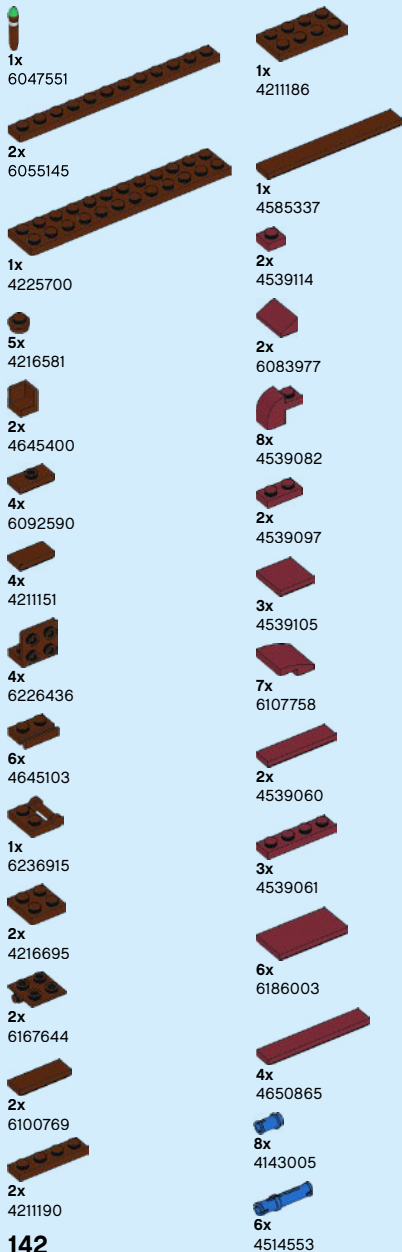 1x
6047551
2x
6055145
1x
4225700
5x
4216581
2x
4645400
4x
6092590
4x
4211151
4x
6226436
6x
4645103
1x
6236915
2x
4216695
2x
6167644
2x
6100769
2x
4211190
142
1x
4211186
1x
4585337
2x
4539114
2x
6083977
8x
4539082
2x
4539097
3x
4539105
7x
6107758
2x
4539060
3x
4539061
6x
6186003
4x
4650865
8x
4143005
6x
4514553